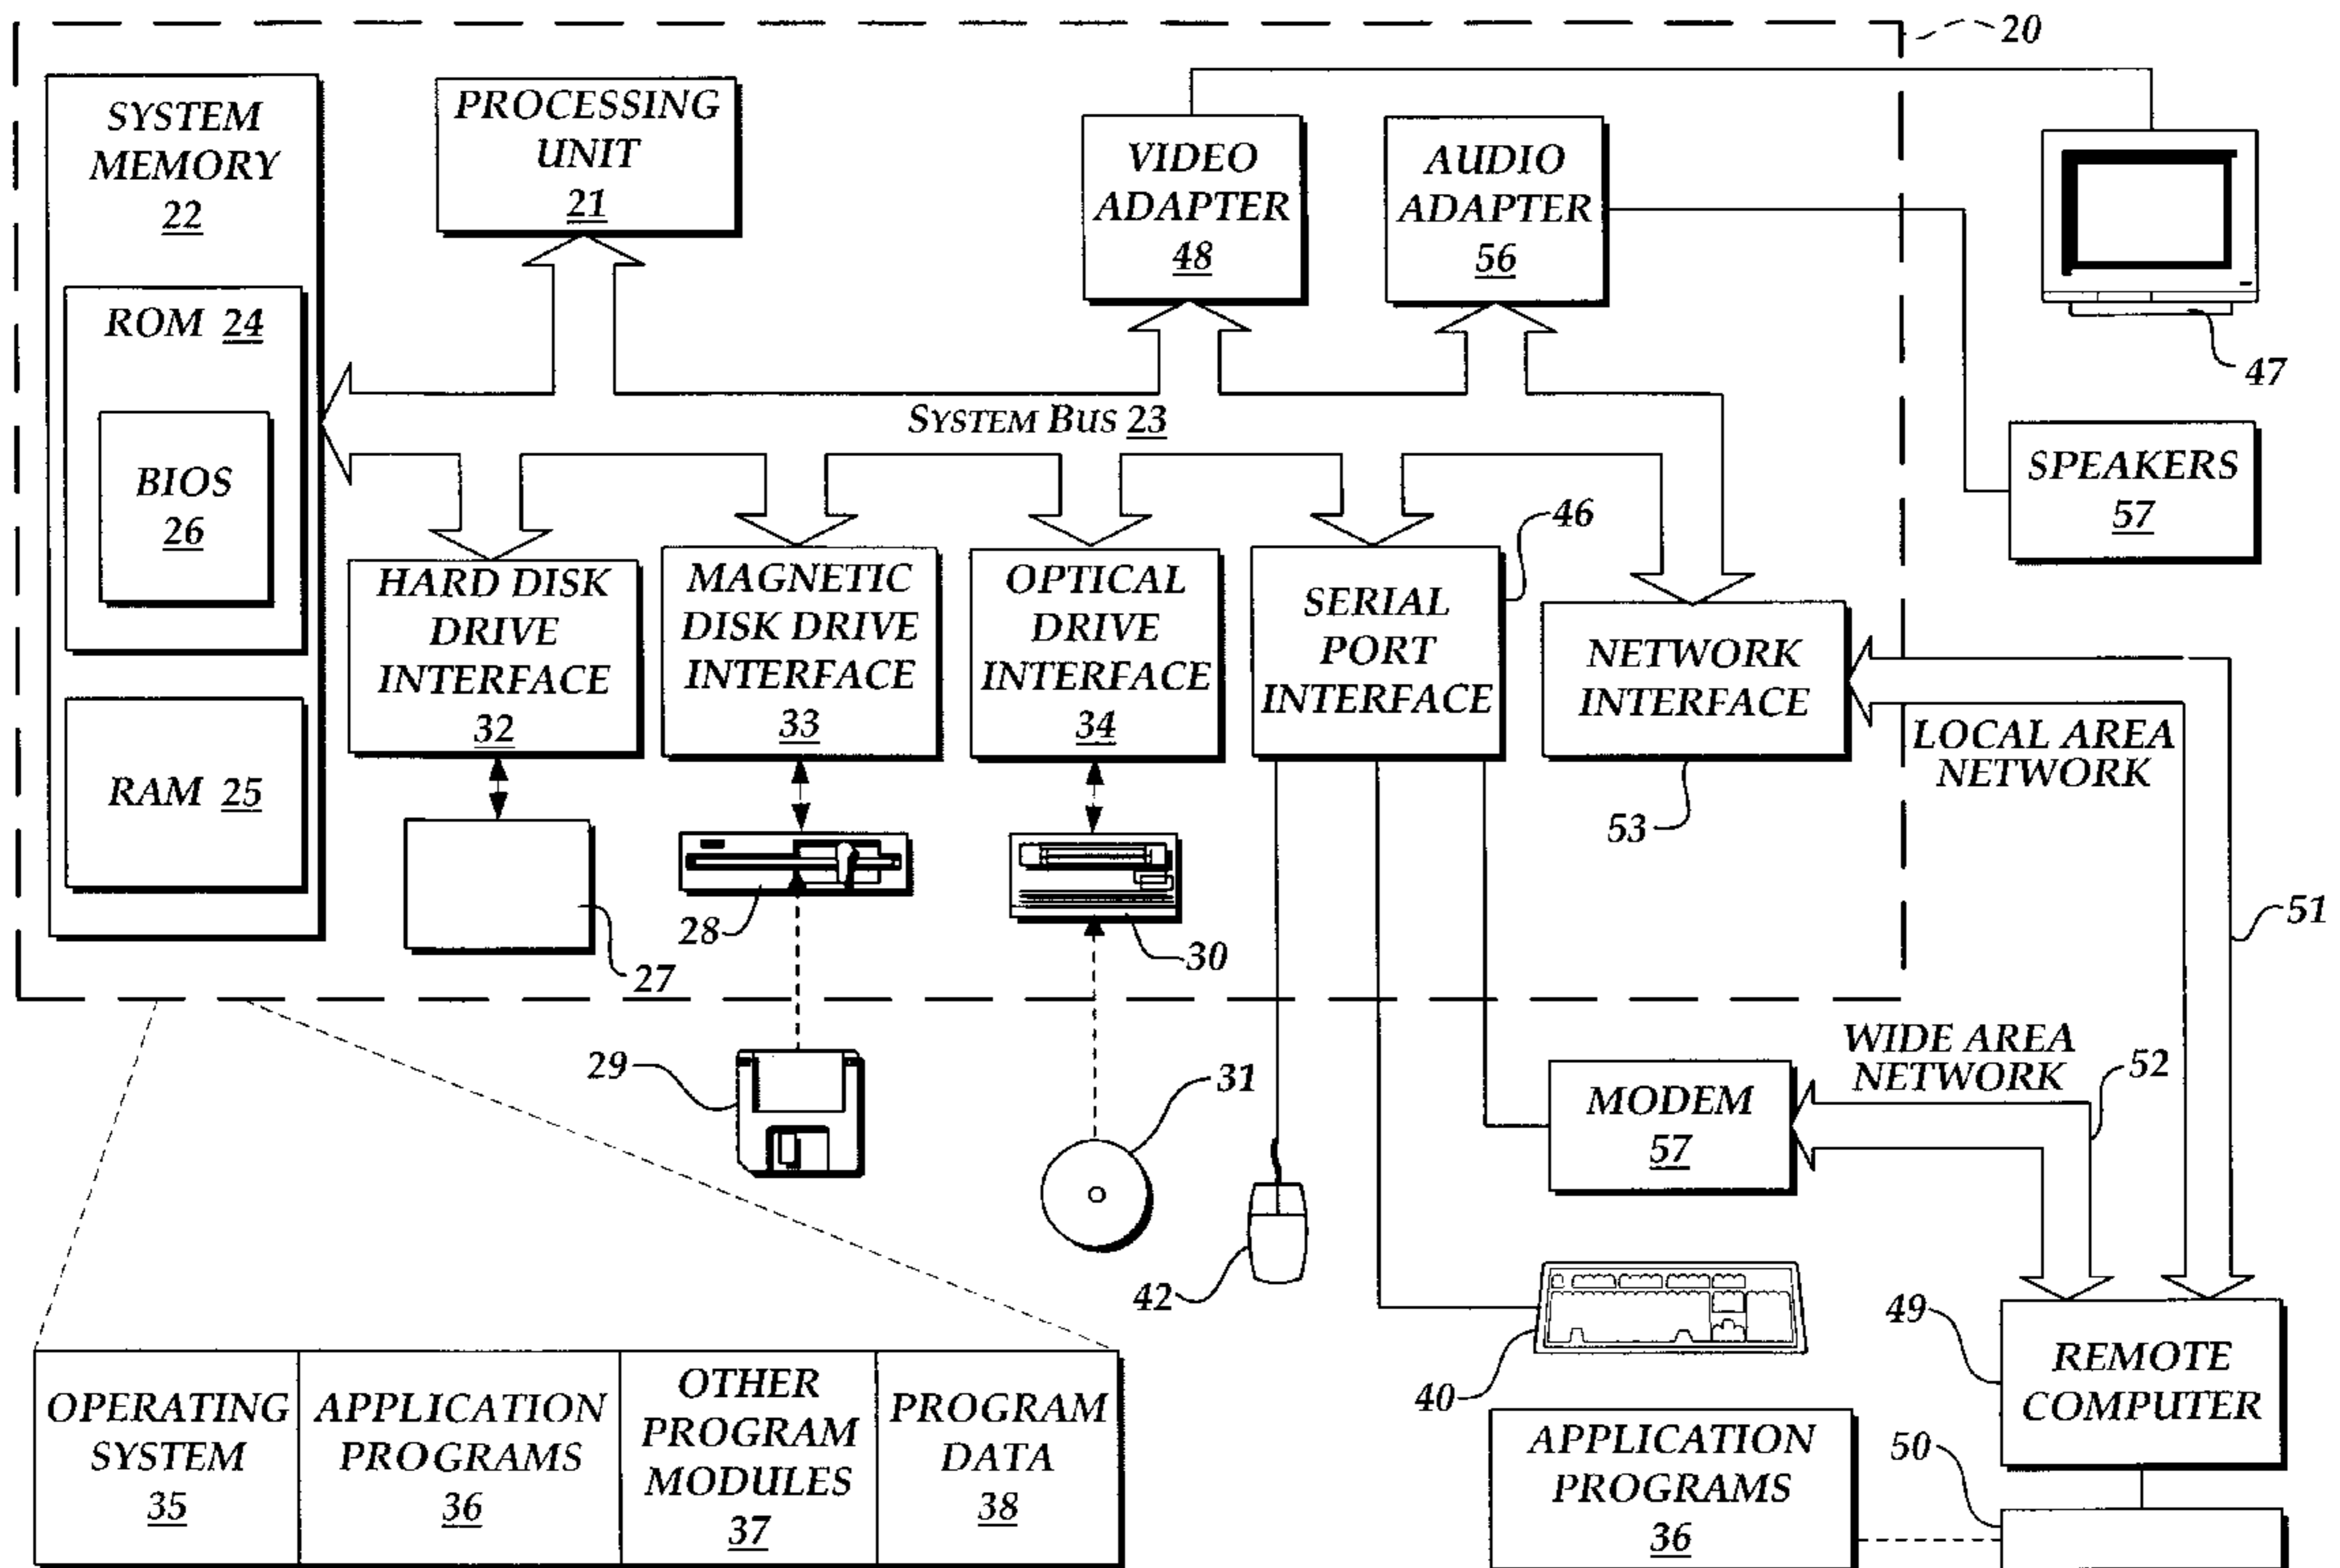 20
SYSTEM
MEMORY
22
ROM 24
BIOS
26
RAM 25
PROCESSING
UNIT
21
VIDEO
ADAPTER
48
AUDIO
ADAPTER
56
47
SPEAKERS
57
SYSTEM BUS 23
HARD DISK
DRIVE
INTERFACE
32
MAGNETIC
DISK DRIVE
INTERFACE
33
OPTICAL
DRIVE
INTERFACE
34
46
SERIAL
PORT
INTERFACE
NETWORK
INTERFACE
53
LOCAL AREA
NETWORK
27
28
30
51
29
31
42
WIDE AREA
NETWORK
52
MODEM
57
40
49
REMOTE
COMPUTER
50
OPERATING
SYSTEM
35
APPLICATION
PROGRAMS
36
OTHER
PROGRAM
MODULES
37
PROGRAM
DATA
38
APPLICATION
PROGRAMS
36